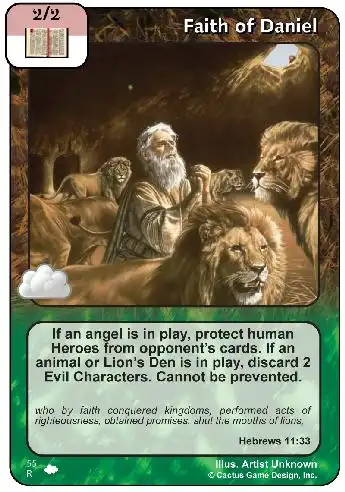 2/2
Faith of Daniel
If an angel is in play, protect human
Heroes from opponent's cards. If an
animal or Lion's Den is in play, discard 2
Evil Characters. Cannot be prevented.
who by faith conquered kingdoms, performed acts of
righteousness, obtained promises, shut the mouths of lions,
Hebrews 11:33
55
R
Illus. Artist Unknown
© Cactus Game Design, Inc.